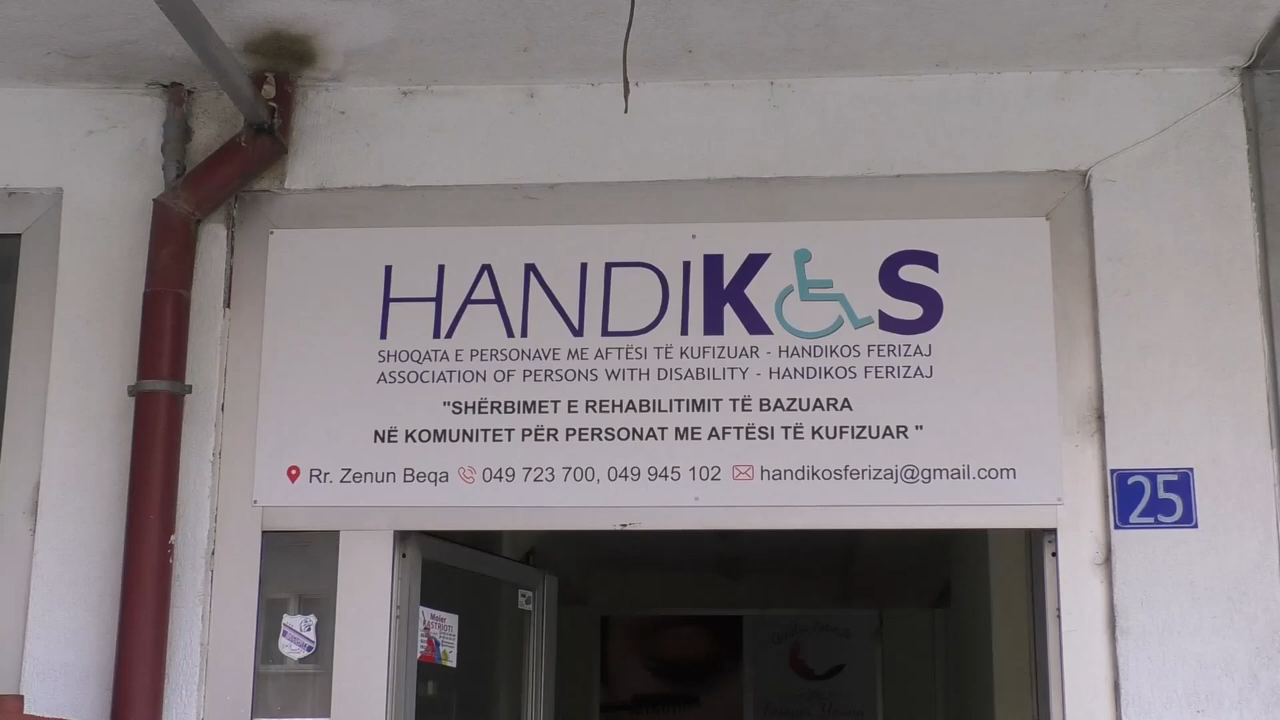 HANDIKOS
SHOQATA E PERSONAVE ME AFTËSI TË KUFIZUAR - HANDIKOS FERIZAJ
ASSOCIATION OF PERSONS WITH DISABILITY - HANDIKOS FERIZAJ
"SHËRBIMET E REHABILITIMIT TË BAZUARA
NË KOMUNITET PËR PERSONAT ME AFTËSI TË KUFIZUAR "
Rr. Zenun Beqa 049 723 700, 049 945 102 handikosferizaj@gmail.com
25
Moler
ASTRIOTI